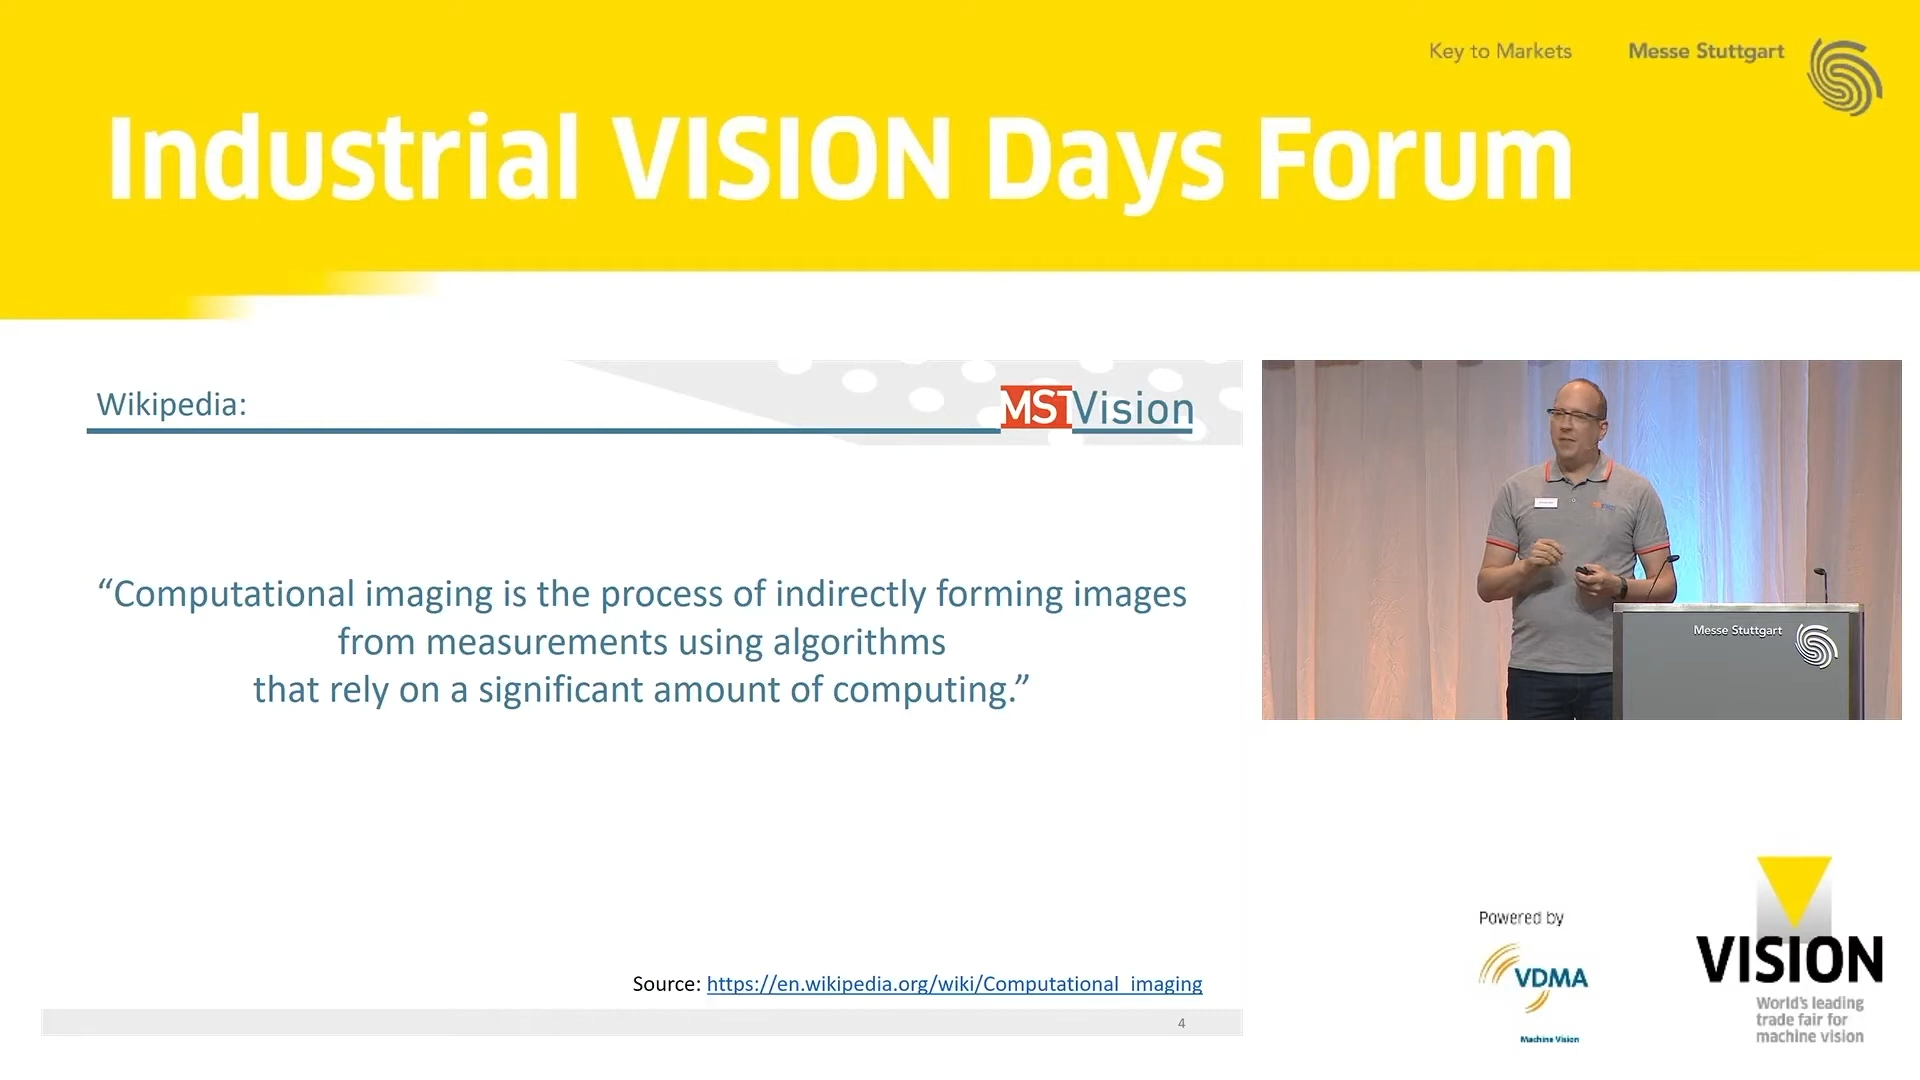 Key to Markets
Messe Stuttgart
Industrial VISION Days Forum
Wikipedia:
MSTVision
“Computational imaging is the process of indirectly forming images
from measurements using algorithms
that rely on a significant amount of computing.”
Source: https://en.wikipedia.org/wiki/Computational_imaging
4
Messe Stuttgart
Powered by
VDMA
Machine Vision
VISION
World's leading
trade fair for
machine vision